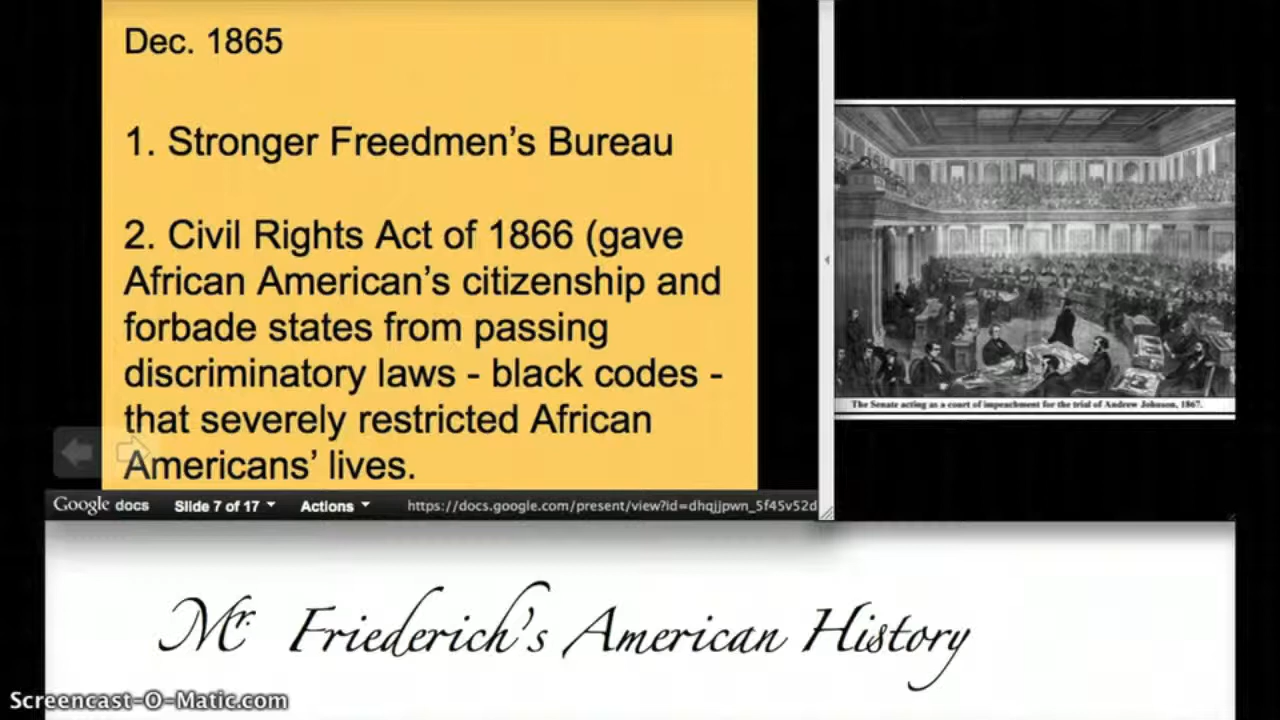 Dec. 1865
1. Stronger Freedmen's Bureau
2. Civil Rights Act of 1866 (gave
African American's citizenship and
forbade states from passing
discriminatory laws - black codes -
that severely restricted African
Americans' lives.
The Senate acting as a court of impeachment for the trial of Andrew Johnson, 1867.
Google docs Slide 7 of 17 Actions https://docs.google.com/present/view?id=dhqjjpwn_5f45v52d
Mr. Friederich's American History
Screencast-O-Matic.com